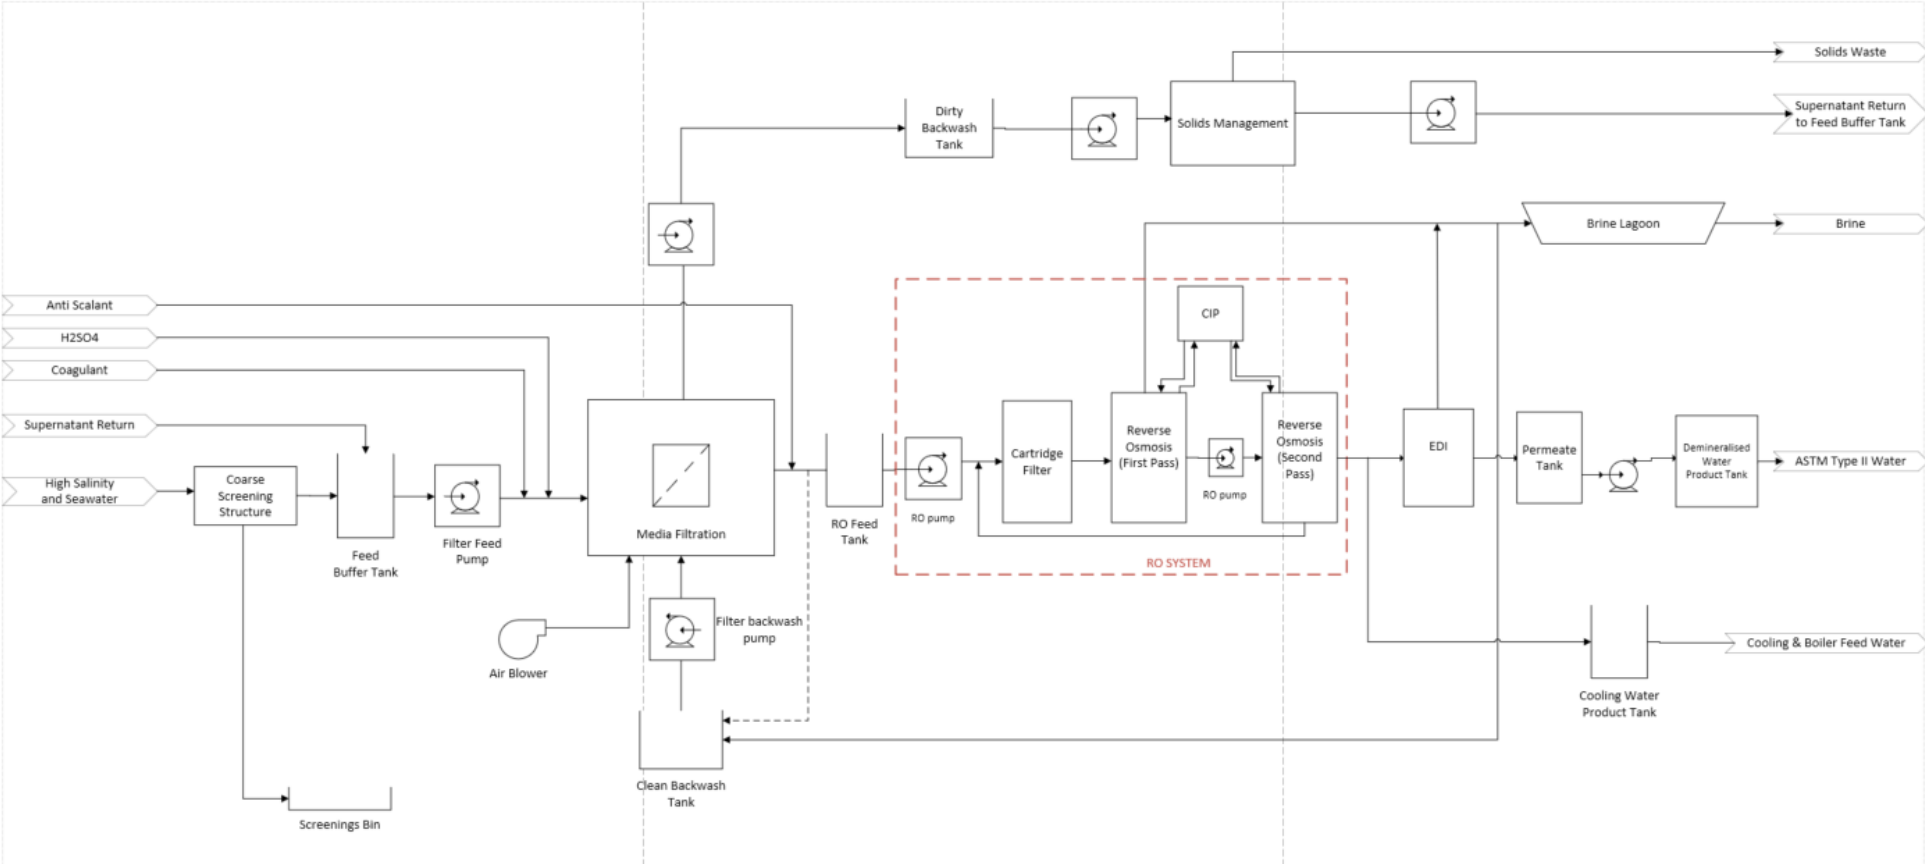 Solids Waste
Dirty
Backwash
Tank
Solids Management
Supernatant Return
to Feed Buffer Tank
Brine Lagoon
Brine
Anti Scalant
H2SO4
Coagulant
Supernatant Return
High Salinity
and Seawater
Coarse
Screening
Structure
Feed
Buffer Tank
Filter Feed
Pump
Media Filtration
RO Feed
Tank
RO pump
Cartridge
Filter
CIP
Reverse
Osmosis
(First Pass)
RO pump
Reverse
Osmosis
(Second
Pass)
RO SYSTEM
EDI
Permeate
Tank
Demineralised
Water
Product Tank
ASTM Type II Water
Air Blower
Filter backwash
pump
Cooling & Boiler Feed Water
Cooling Water
Product Tank
Clean Backwash
Tank
Screenings Bin